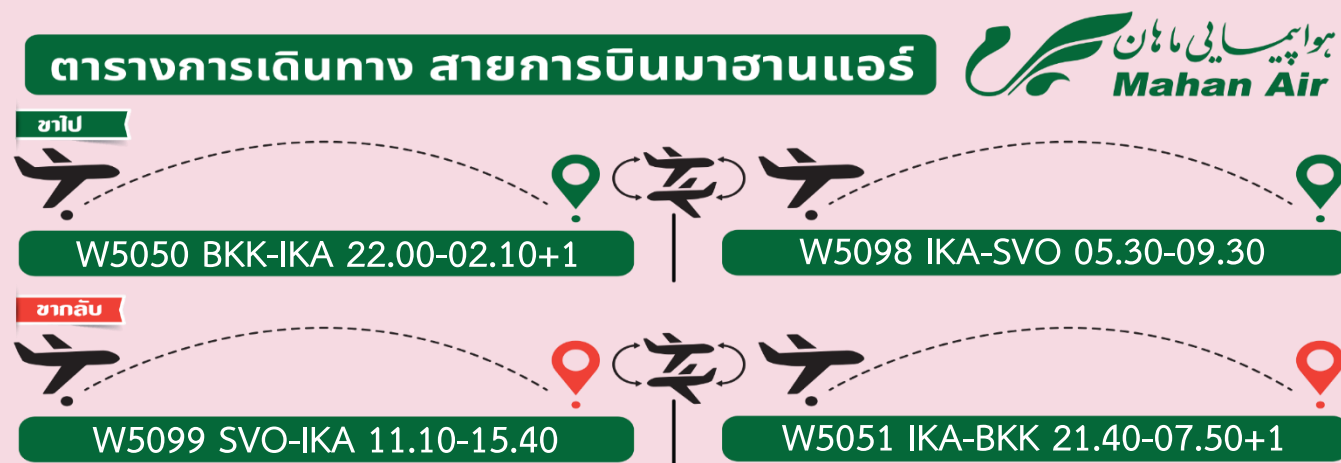 ตารางการเดินทาง สายการบินมาฮานแอร์
هواپیمایی ماهان
Mahan Air
ขาไป
W5050 BKK-IKA 22.00-02.10+1
W5098 IKA-SVO 05.30-09.30
ขากลับ
W5099 SVO-IKA 11.10-15.40
W5051 IKA-BKK 21.40-07.50+1